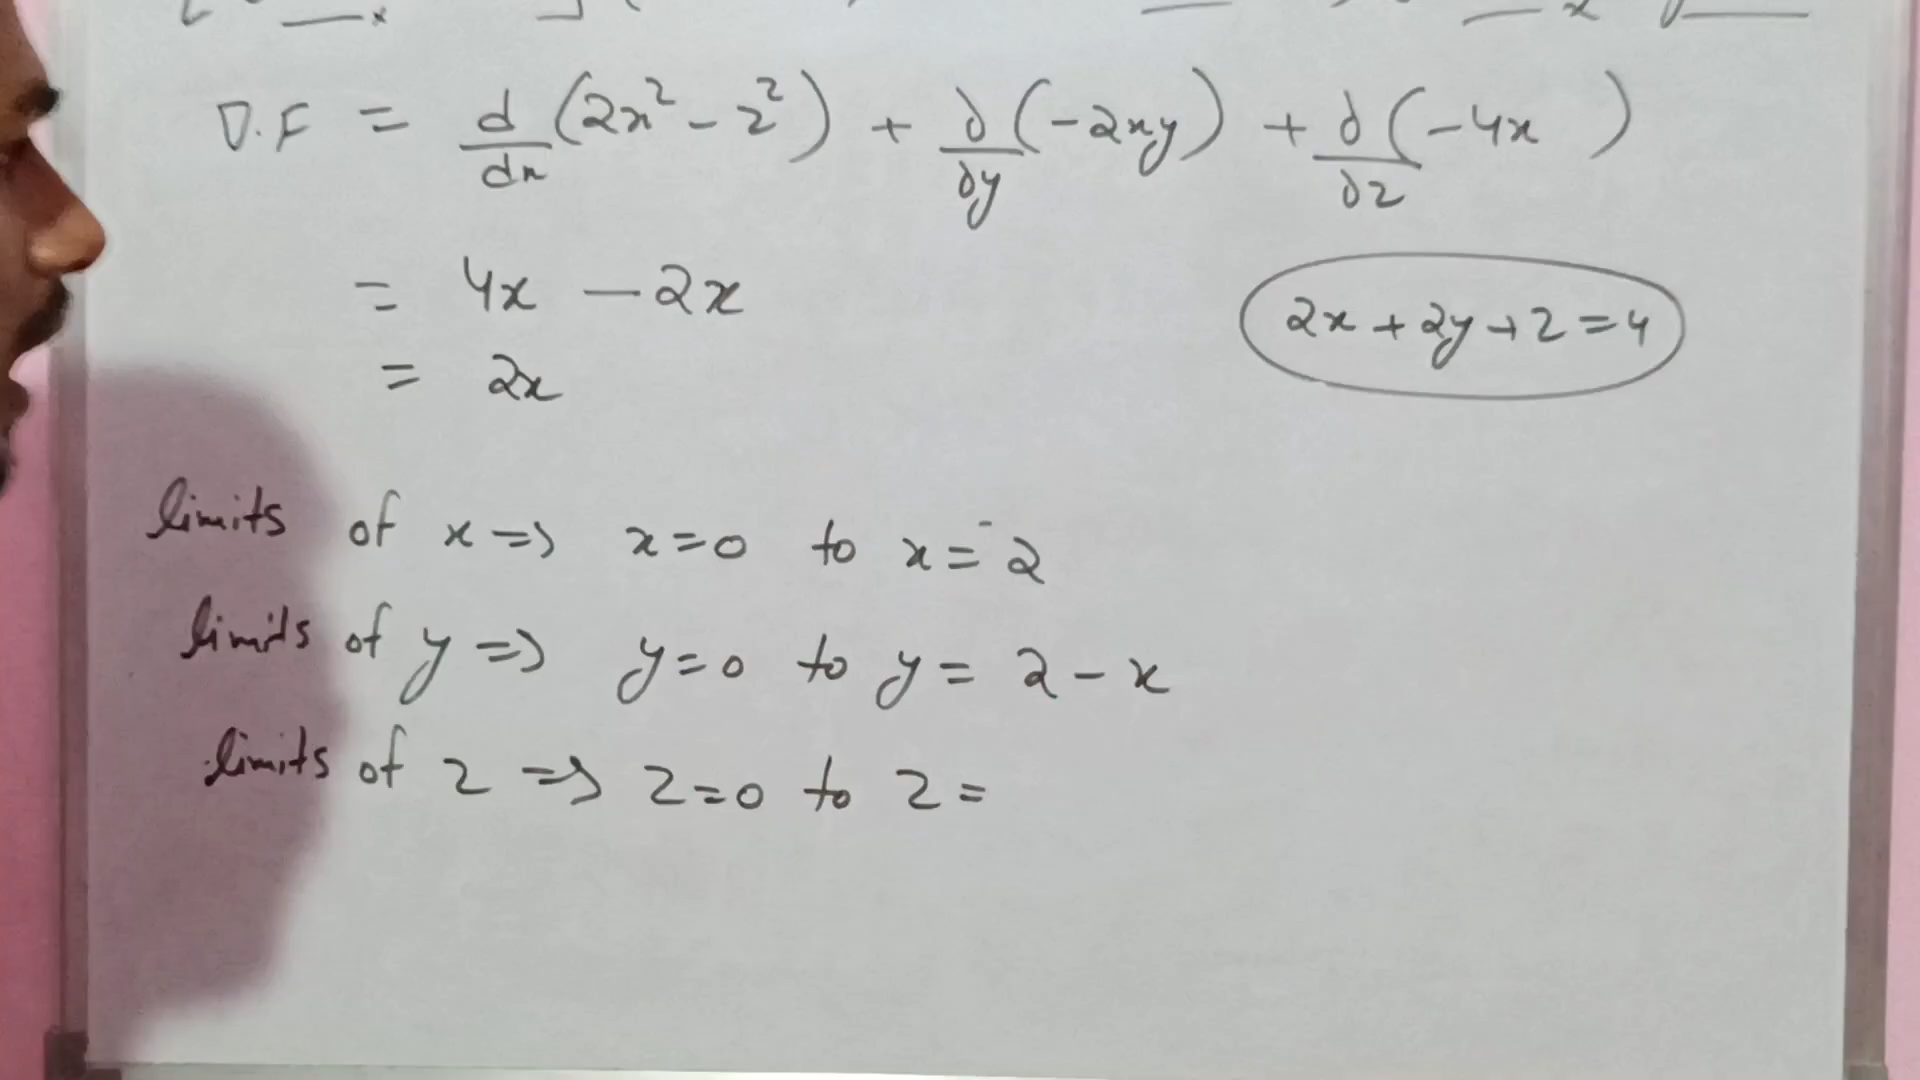 ∇.F = d/dx (2x² - z²) + ∂/∂y (-2xy) + ∂/∂z (-4x )
= 4x - 2x
2x + 2y + z = 4
= 2x
limits of x => x = 0 to x = 2
limits of y => y = 0 to y = 2 - x
limits of z => z = 0 to z =